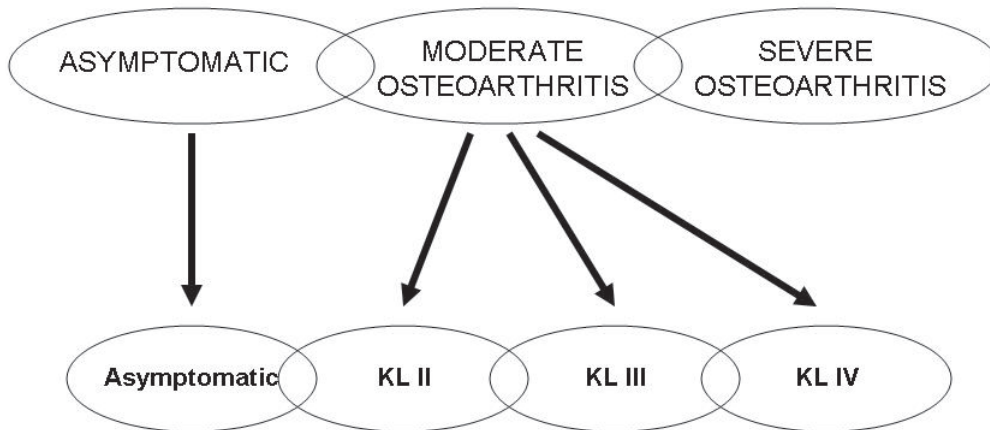 ASYMPTOMATIC
MODERATE
OSTEOARTHRITIS
SEVERE
OSTEOARTHRITIS
Asymptomatic
KL II
KL III
KL IV